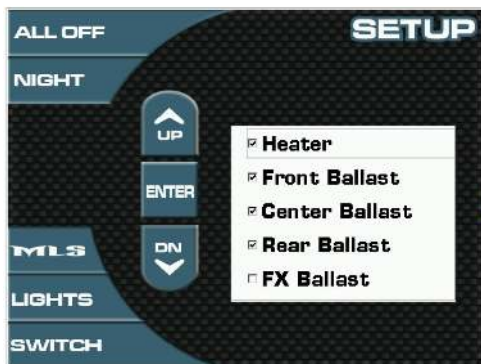 ALL OFF
SETUP
NIGHT
UP
ENTER
DN
Heater
Front Ballast
Center Ballast
Rear Ballast
FX Ballast
MLS
LIGHTS
SWITCH